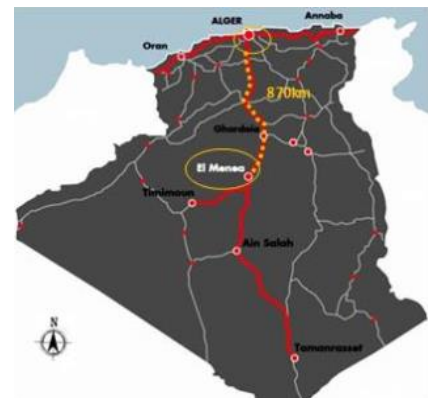 ALGER
Annaba
Oran
870km
Ghardaia
El Menea
Timimoun
Ain Salah
N
Tamanrasset